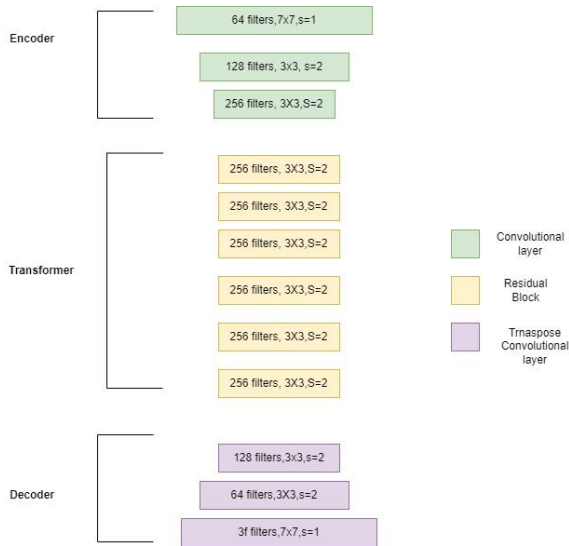 Encoder
64 filters,7x7,s=1
128 filters, 3x3, s=2
256 filters, 3X3,S=2
Transformer
256 filters, 3X3,S=2
256 filters, 3X3,S=2
256 filters, 3X3,S=2
256 filters, 3X3,S=2
256 filters, 3X3,S=2
256 filters, 3X3,S=2
Convolutional
layer
Residual
Block
Trnaspose
Convolutional
layer
Decoder
128 filters,3x3,s=2
64 filters,3X3,s=2
3f filters,7x7,s=1